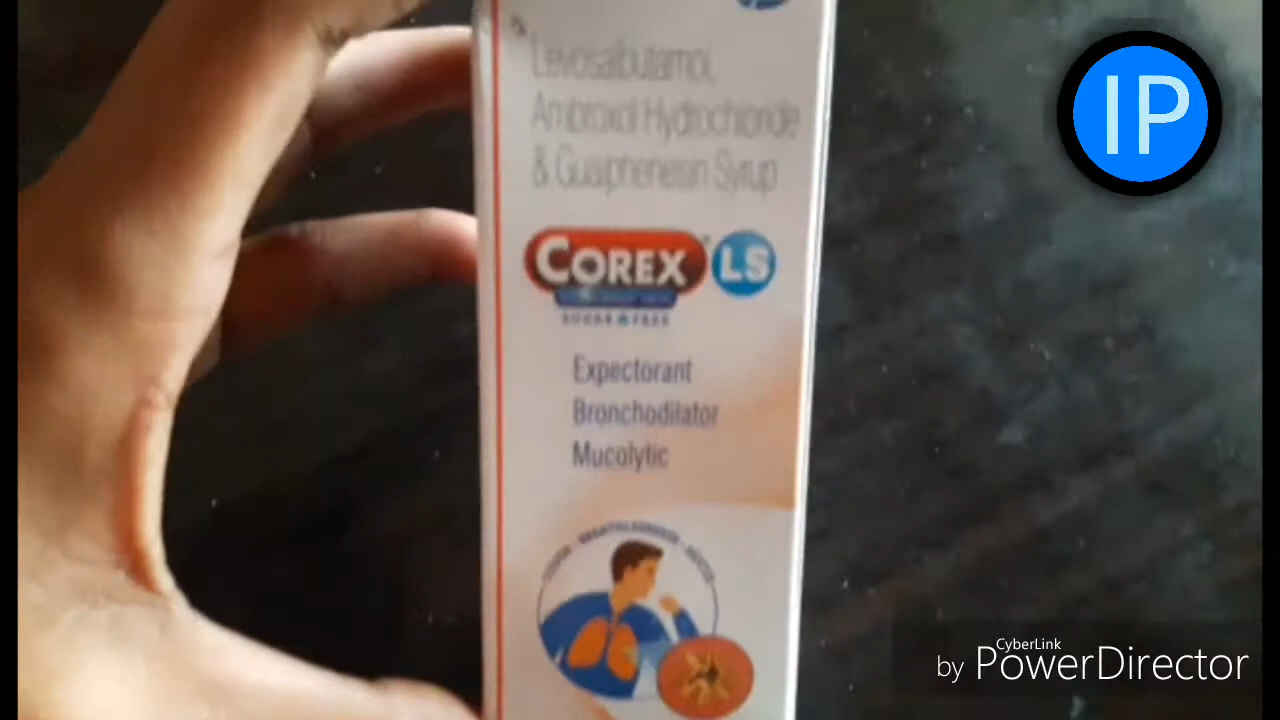 Levosalbutamol,
Ambroxol Hydrochloride
& Guaiphenesin Syrup
COREX LS
SUGAR FREE
Expectorant
Bronchodilator
Mucolytic
IP
CyberLink
by PowerDirector